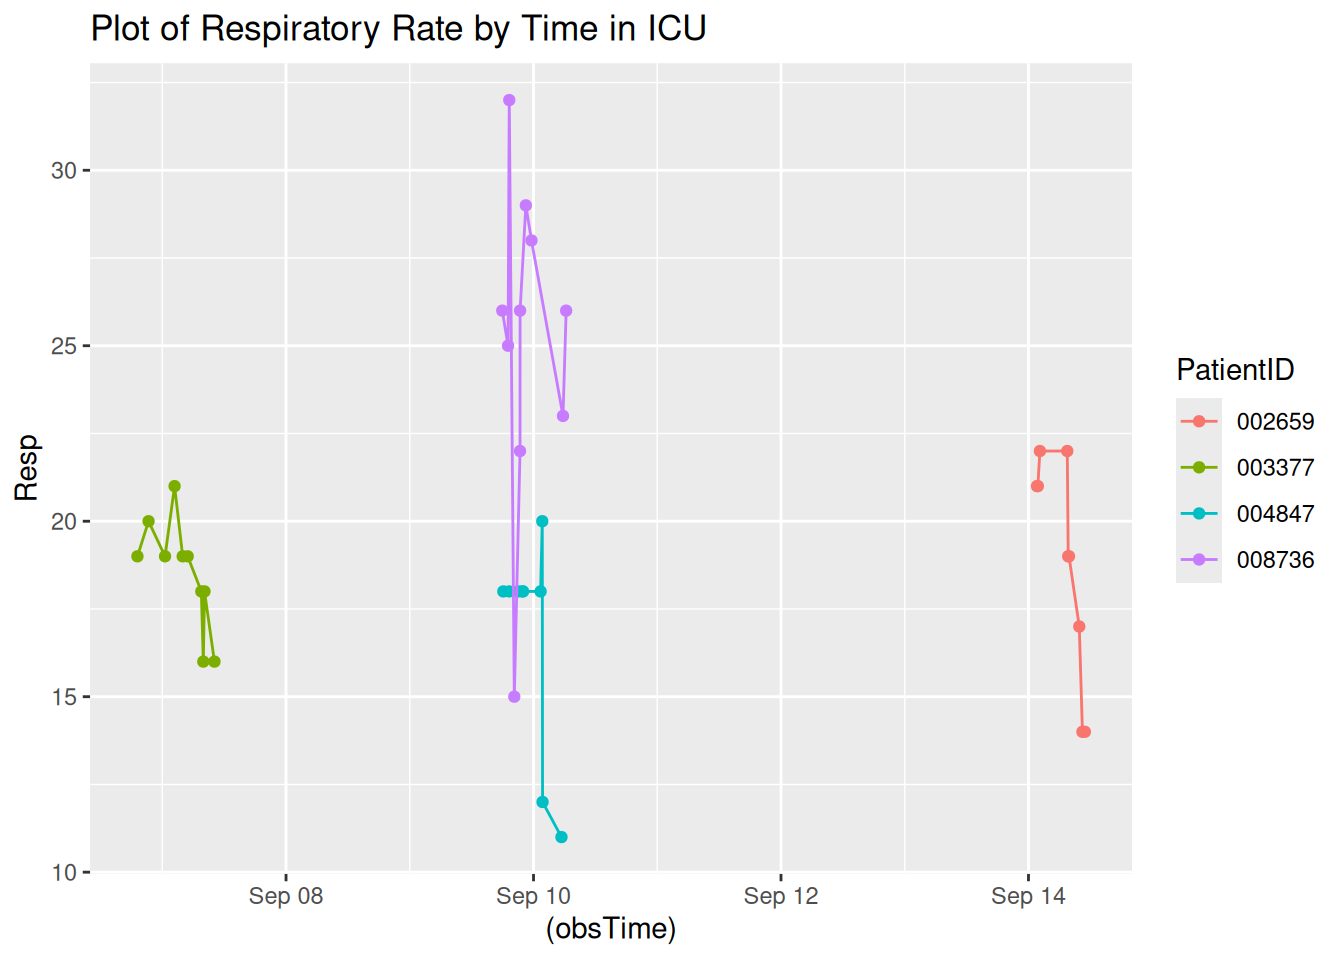 Plot of Respiratory Rate by Time in ICU
30
25
20
15
10
Resp
Sep 08
Sep 10
Sep 12
Sep 14
(obsTime)
PatientID
002659
003377
004847
008736